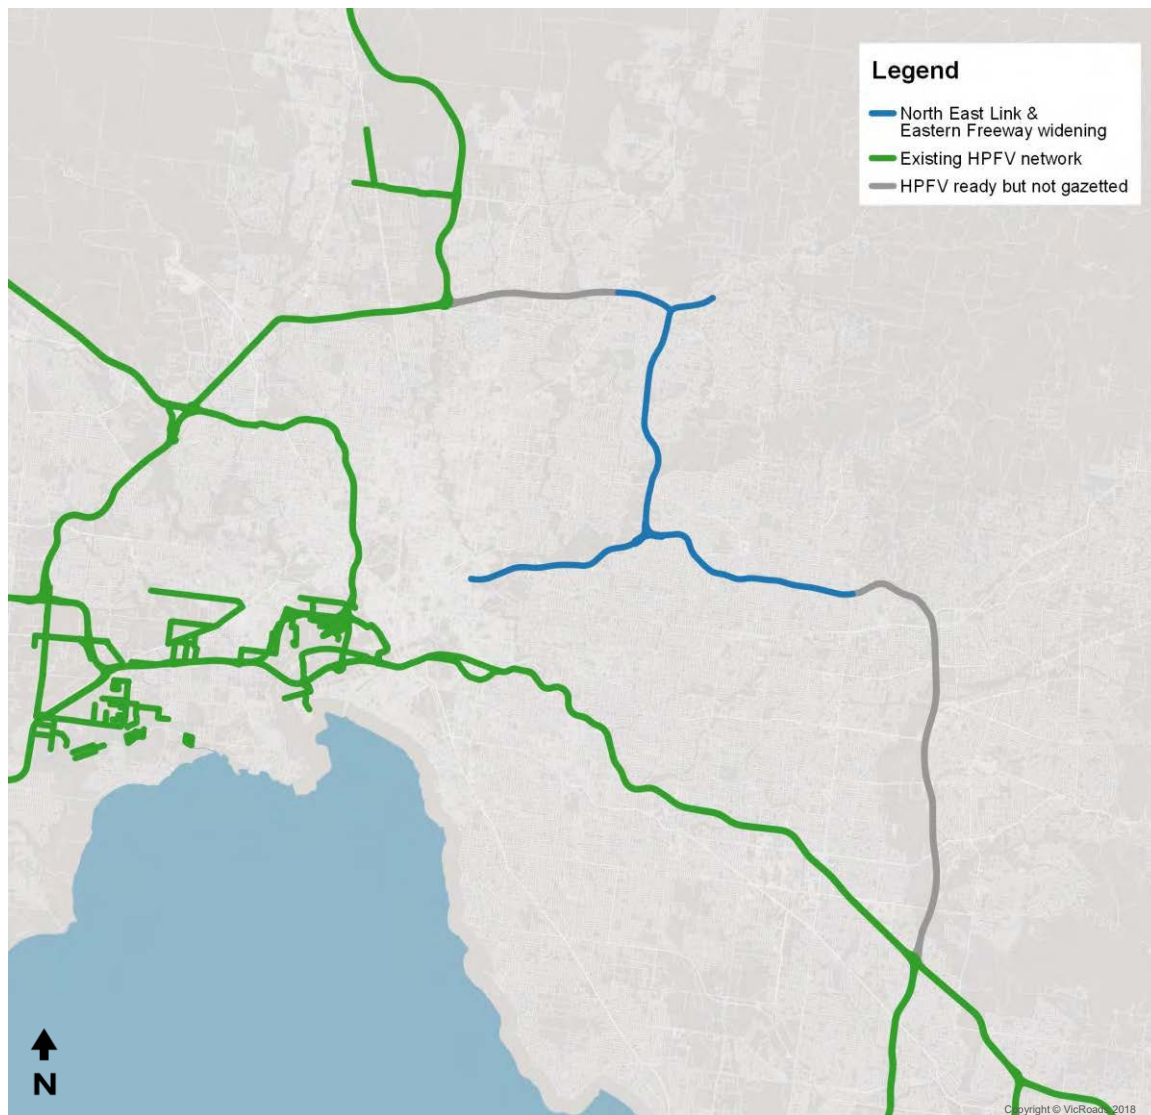 Legend
North East Link &
Eastern Freeway widening
Existing HPFV network
HPFV ready but not gazetted
N
Copyright © VicRoads 2018